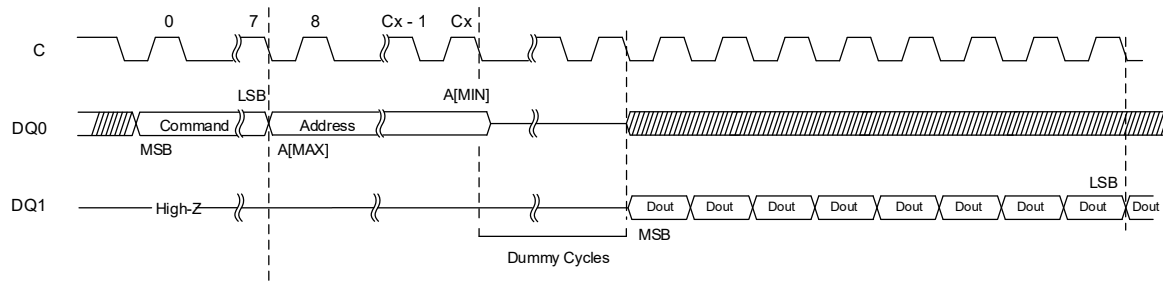 0 7 8 Cx - 1 Cx
C
LSB A[MIN]
DQ0 Command Address
MSB A[MAX]
LSB
DQ1 High-Z Dout Dout Dout Dout Dout Dout Dout Dout Dout
MSB
Dummy Cycles